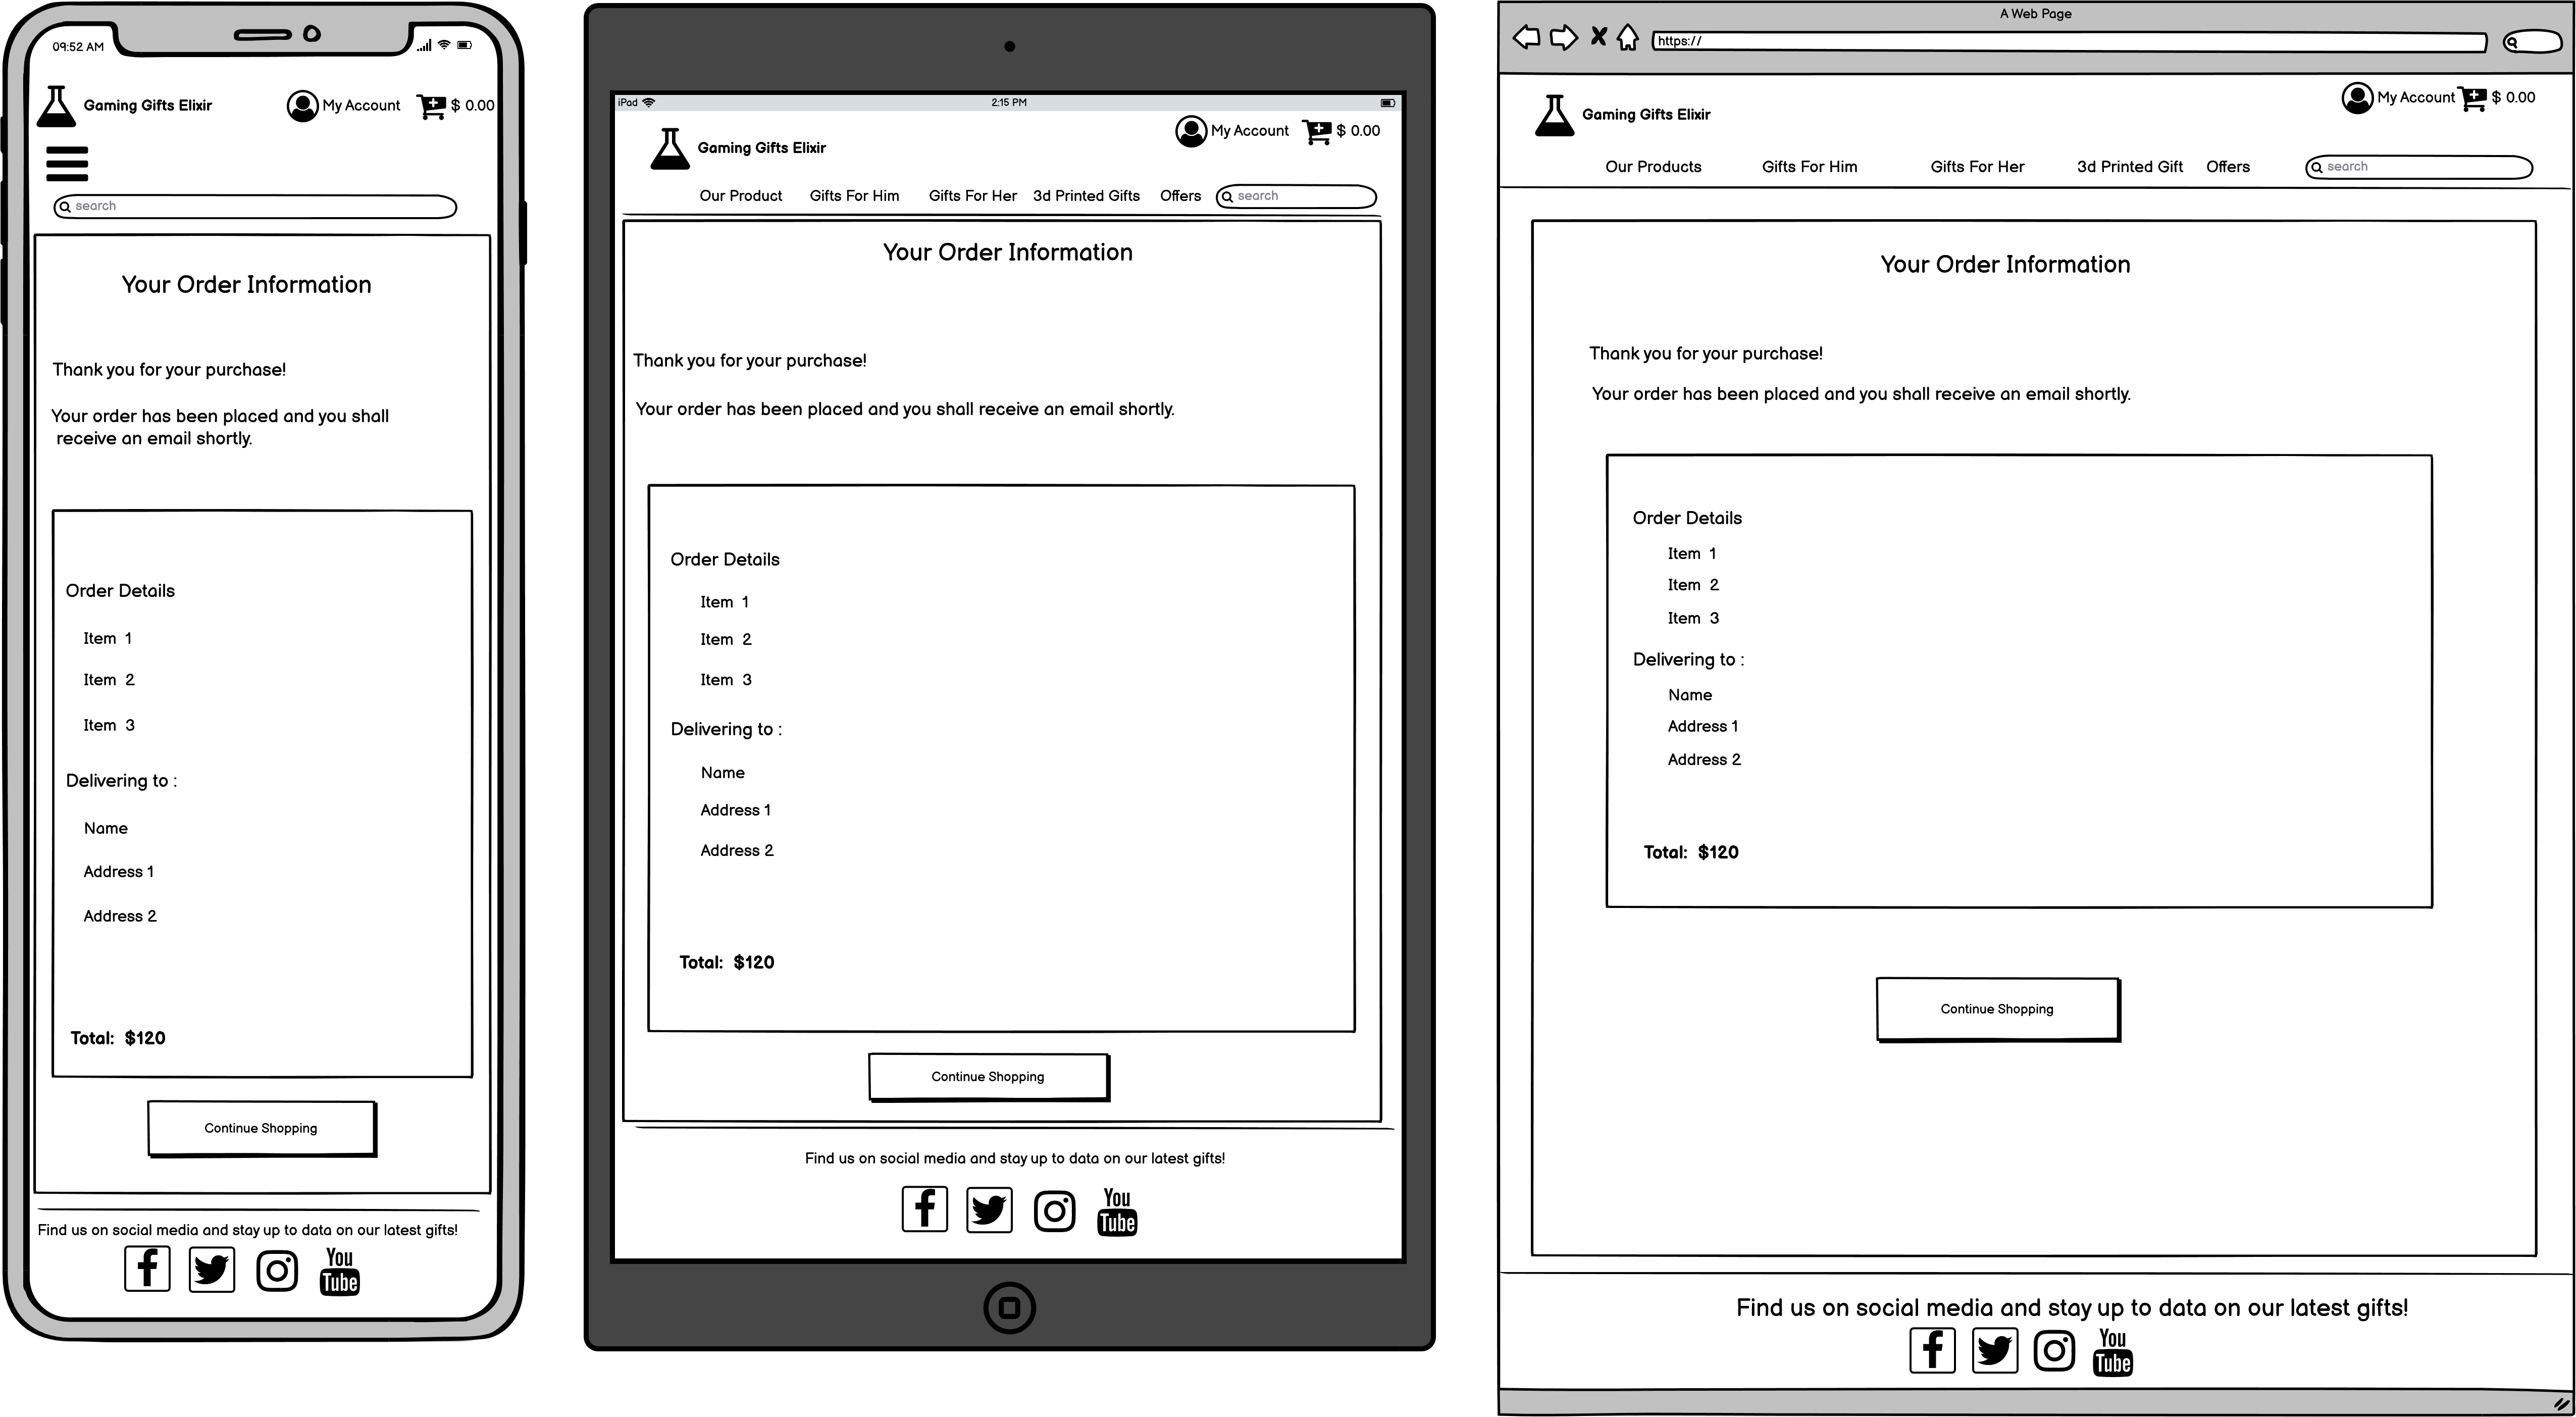 09:52 AM
Gaming Gifts Elixir
My Account
$ 0.00
search
Your Order Information
Thank you for your purchase!
Your order has been placed and you shall
receive an email shortly.
Order Details
Item 1
Item 2
Item 3
Delivering to :
Name
Address 1
Address 2
Total: $120
Continue Shopping
Find us on social media and stay up to data on our latest gifts!
f
You
Tube
iPad
2:15 PM
My Account
$ 0.00
Gaming Gifts Elixir
Our Product
Gifts For Him
Gifts For Her
3d Printed Gifts
Offers
search
Your Order Information
Thank you for your purchase!
Your order has been placed and you shall receive an email shortly.
Order Details
Item 1
Item 2
Item 3
Delivering to :
Name
Address 1
Address 2
Total: $120
Continue Shopping
Find us on social media and stay up to data on our latest gifts!
f
You
Tube
A Web Page
https://
My Account
$ 0.00
Gaming Gifts Elixir
Our Products
Gifts For Him
Gifts For Her
3d Printed Gift
Offers
search
Your Order Information
Thank you for your purchase!
Your order has been placed and you shall receive an email shortly.
Order Details
Item 1
Item 2
Item 3
Delivering to :
Name
Address 1
Address 2
Total: $120
Continue Shopping
Find us on social media and stay up to data on our latest gifts!
f
You
Tube